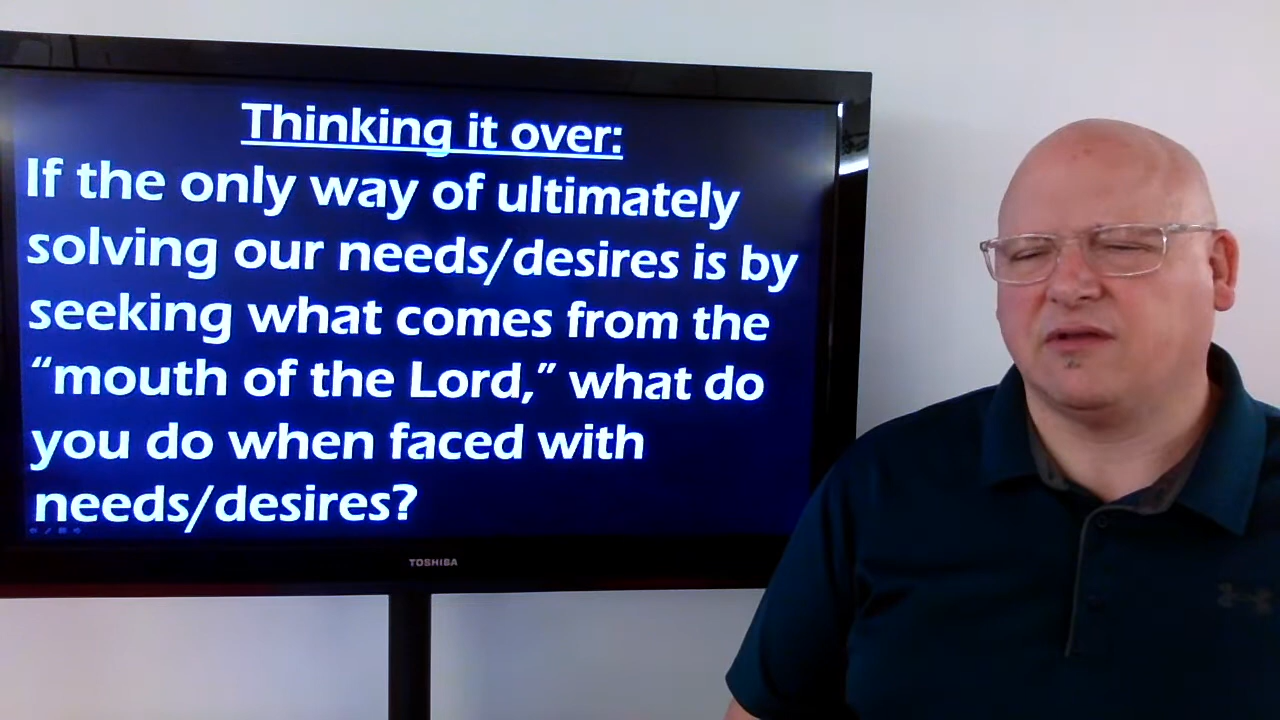 Thinking it over:
If the only way of ultimately
solving our needs/desires is by
seeking what comes from the
“mouth of the Lord,” what do
you do when faced with
needs/desires?
TOSHIBA